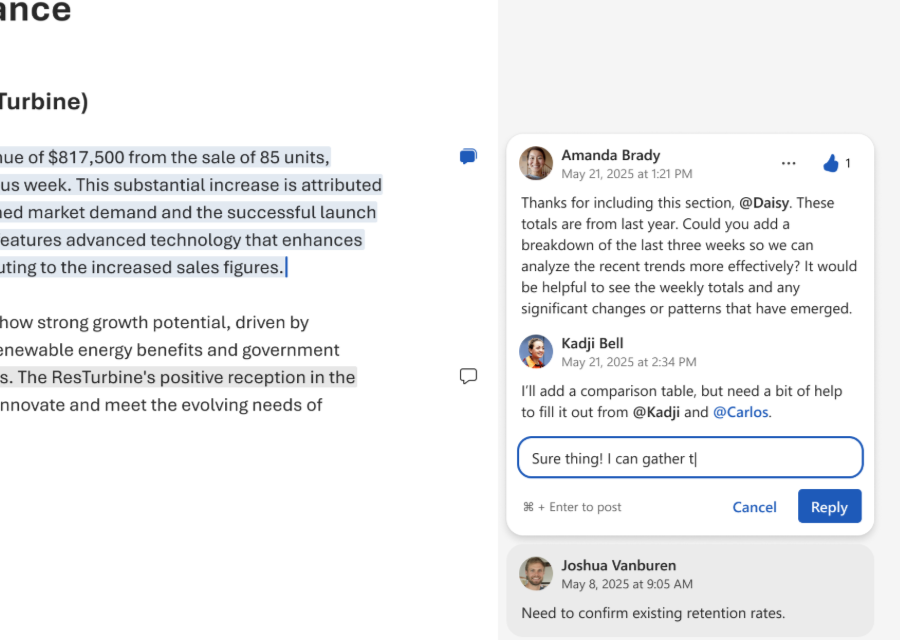 ance
Turbine)
nue of $817,500 from the sale of 85 units,
us week. This substantial increase is attributed
ned market demand and the successful launch
eatures advanced technology that enhances
uting to the increased sales figures.
how strong growth potential, driven by
enewable energy benefits and government
s. The ResTurbine's positive reception in the
nnovate and meet the evolving needs of
Amanda Brady
1
May 21, 2025 at 1:21 PM
Thanks for including this section, @Daisy. These
totals are from last year. Could you add a
breakdown of the last three weeks so we can
analyze the recent trends more effectively? It would
be helpful to see the weekly totals and any
significant changes or patterns that have emerged.
Kadji Bell
May 21, 2025 at 2:34 PM
I’ll add a comparison table, but need a bit of help
to fill it out from @Kadji and @Carlos.
Sure thing! I can gather t
⌘ + Enter to post
Cancel
Reply
Joshua Vanburen
May 8, 2025 at 9:05 AM
Need to confirm existing retention rates.